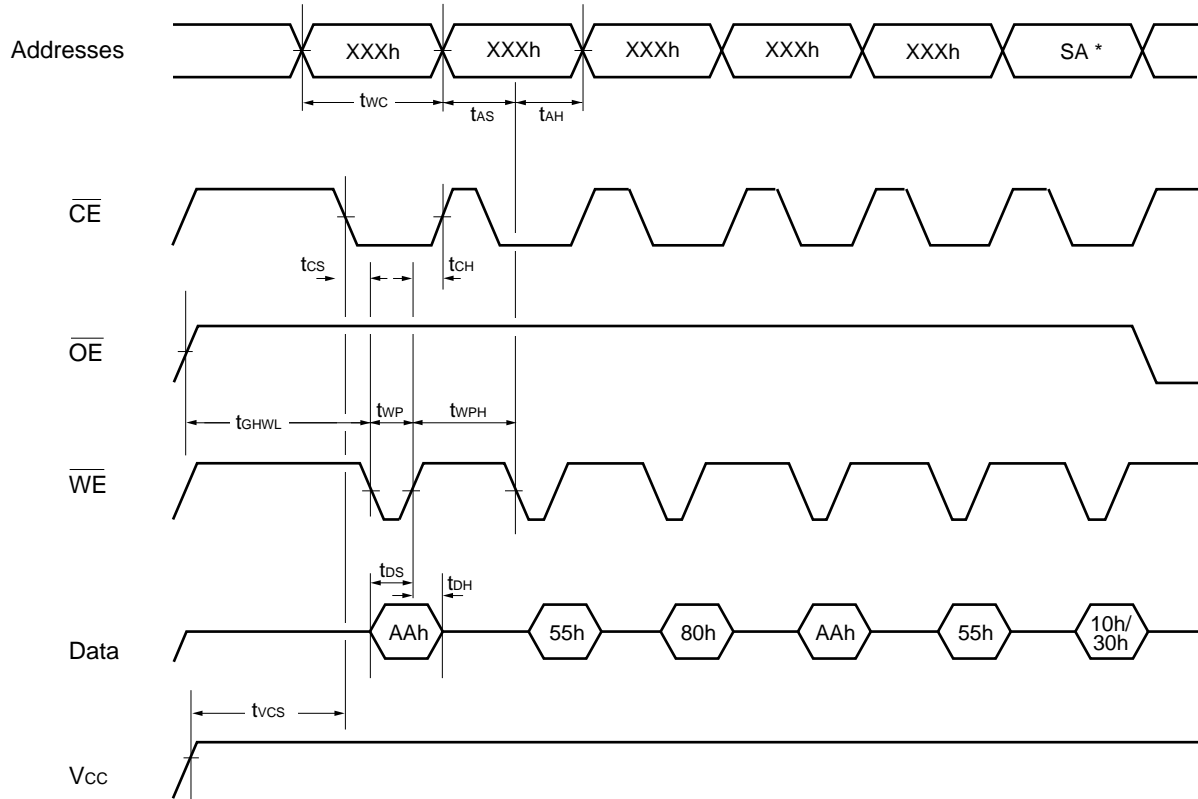 Addresses
XXXh
XXXh
XXXh
XXXh
XXXh
SA *
tWC
tAS
tAH
CE
tCS
tCH
OE
tGHWL
tWP
tWPH
WE
tDS
tDH
Data
AAh
55h
80h
AAh
55h
10h/
30h
tVCS
VCC